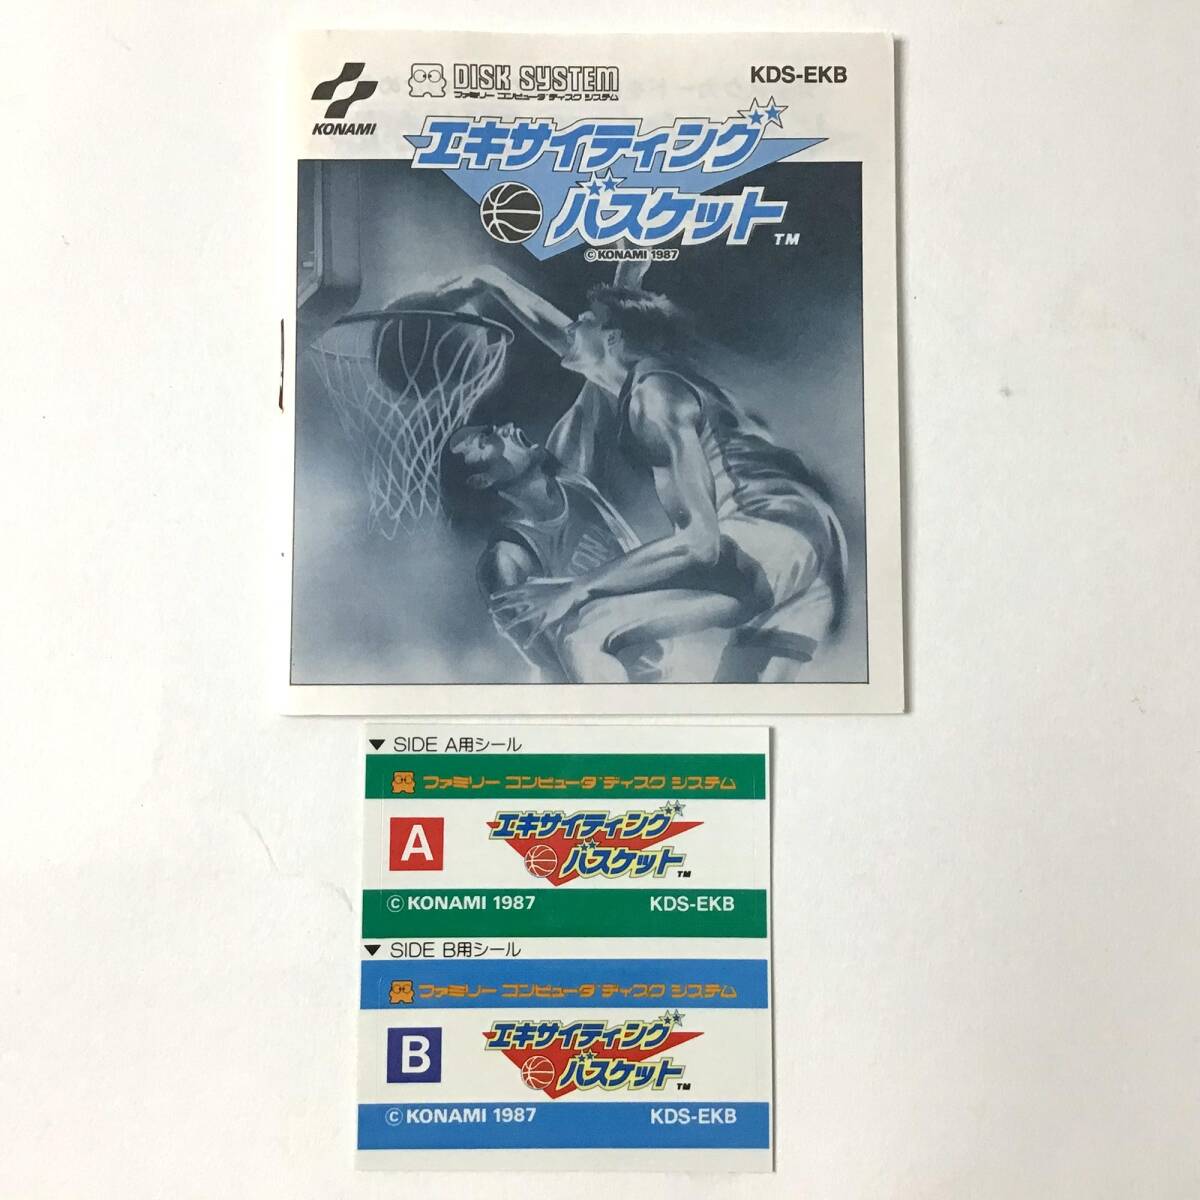 KONAMI
DISK SYSTEM
ファミリー コンピュータ ディスク システム
KDS-EKB
エキサイティング
バスケット
TM
©KONAMI 1987
ON
▼ SIDE A用シール
ファミリー コンピュータ ディスク システム
A
エキサイティング
バスケット
TM
© KONAMI 1987
KDS-EKB
▼ SIDE B用シール
ファミリー コンピュータ ディスク システム
B
エキサイティング
バスケット
TM
© KONAMI 1987
KDS-EKB